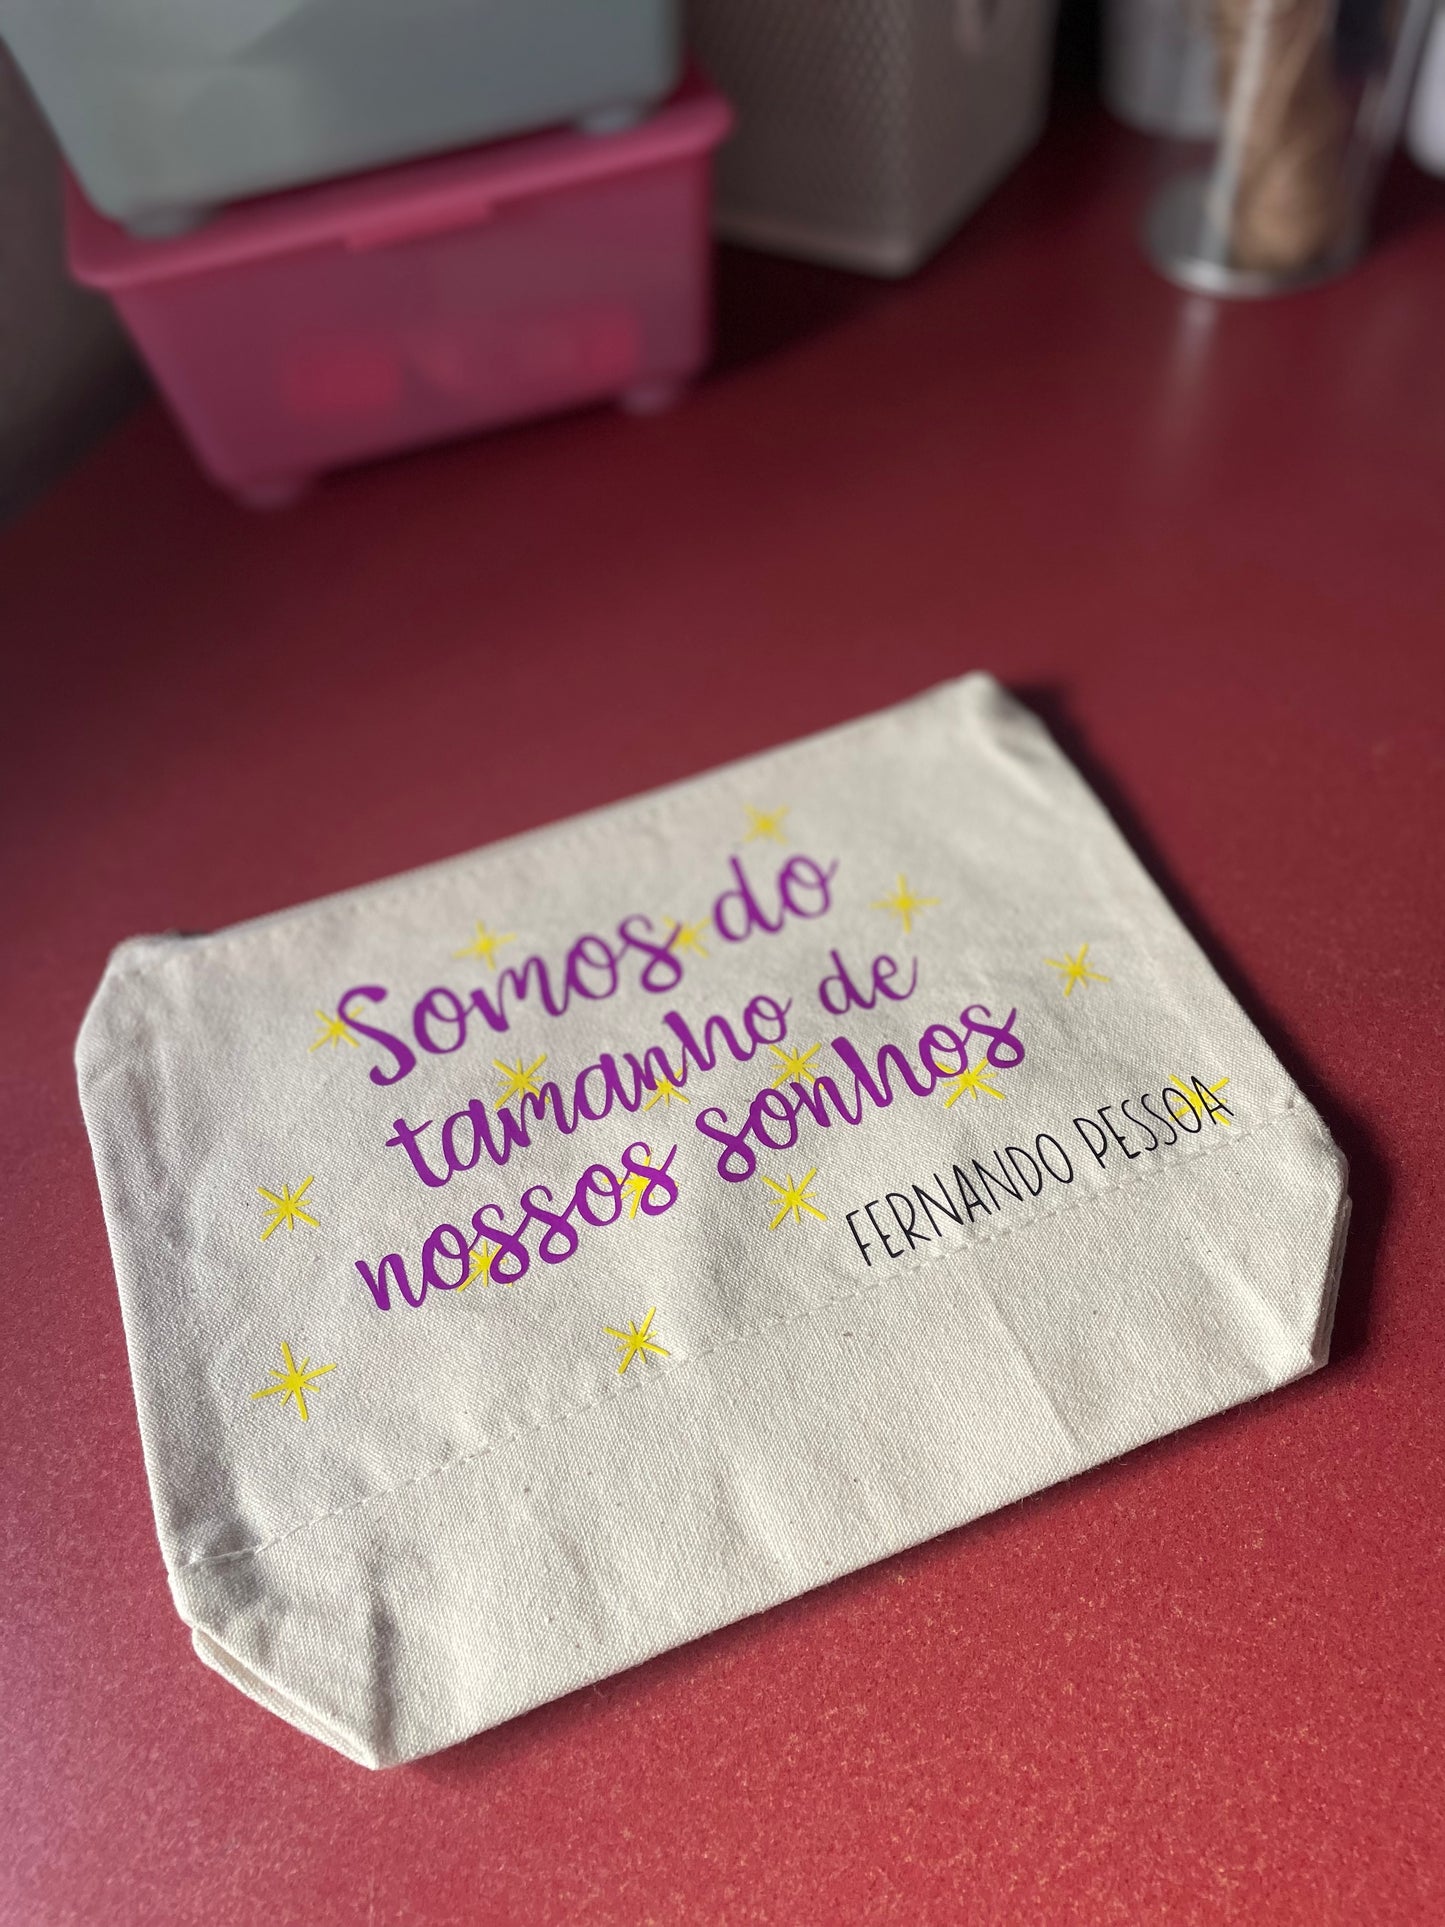 Somos do
tamanho de
nossos sonhos
FERNANDO PESSOA